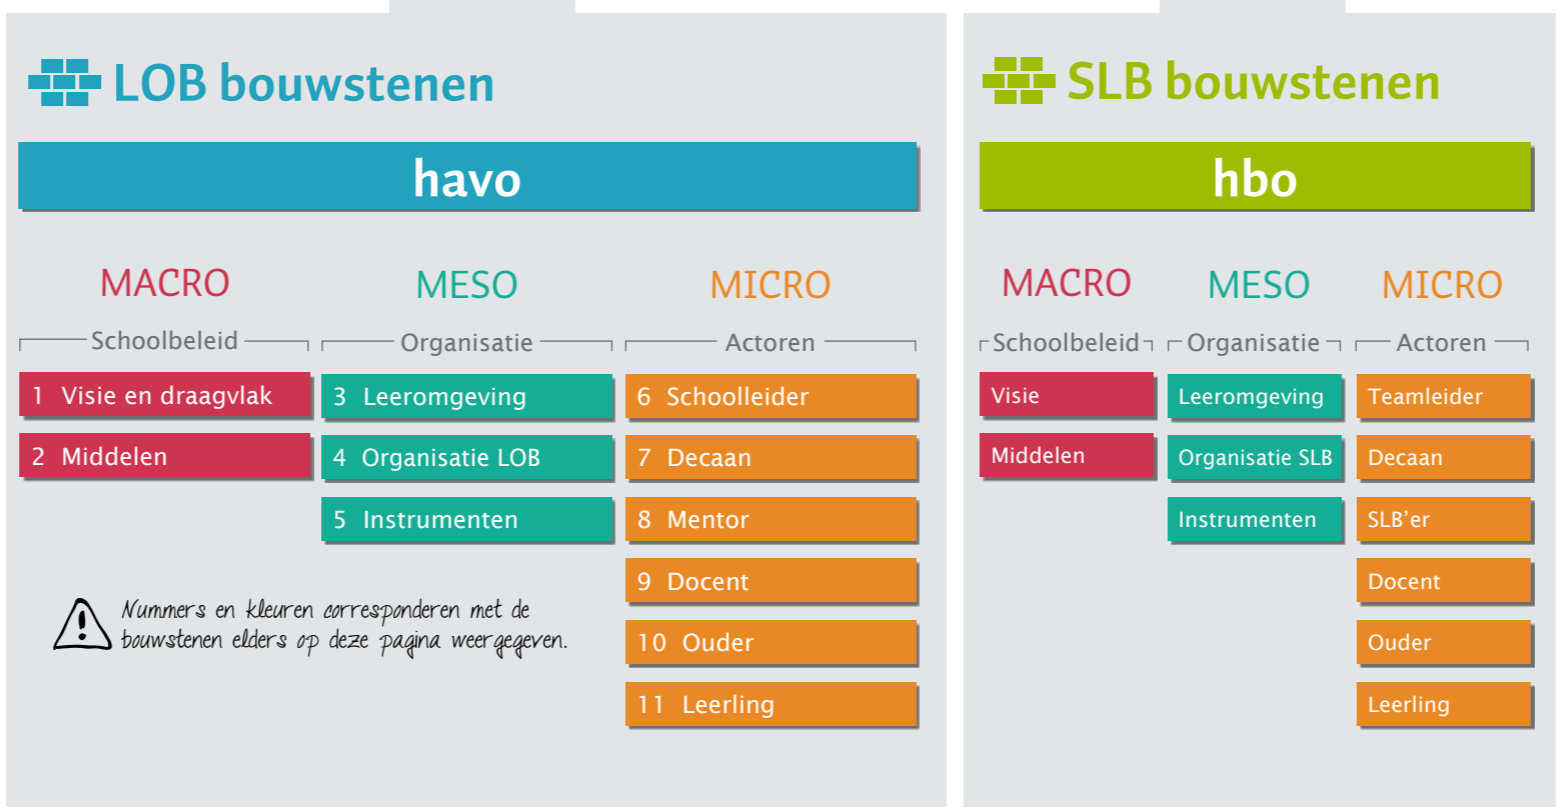 LOB bouwstenen
havo
MACRO
Schoolbeleid
1 Visie en draagvlak
2 Middelen
MESO
Organisatie
3 Leeromgeving
4 Organisatie LOB
5 Instrumenten
MICRO
Actoren
6 Schoolleider
7 Decaan
8 Mentor
9 Docent
10 Ouder
11 Leerling
Nummers en kleuren corresponderen met de
bouwstenen elders op deze pagina weergegeven.
SLB bouwstenen
hbo
MACRO
Schoolbeleid
Visie
Middelen
MESO
Organisatie
Leeromgeving
Organisatie SLB
Instrumenten
MICRO
Actoren
Teamleider
Decaan
SLB’er
Docent
Ouder
Leerling